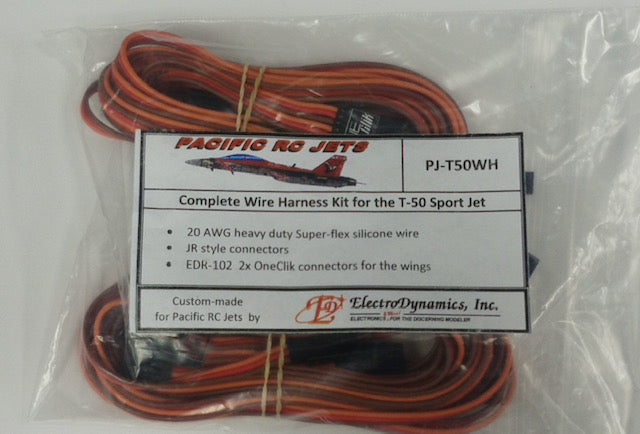 PACIFIC RC JETS
PJ-T50WH
Complete Wire Harness Kit for the T-50 Sport Jet
• 20 AWG heavy duty Super-flex silicone wire
• JR style connectors
• EDR-102 2x OneClik connectors for the wings
Custom-made
for Pacific RC Jets by
ED
ElectroDynamics, Inc.
ELECTRONICS FOR THE DISCERNING MODELER